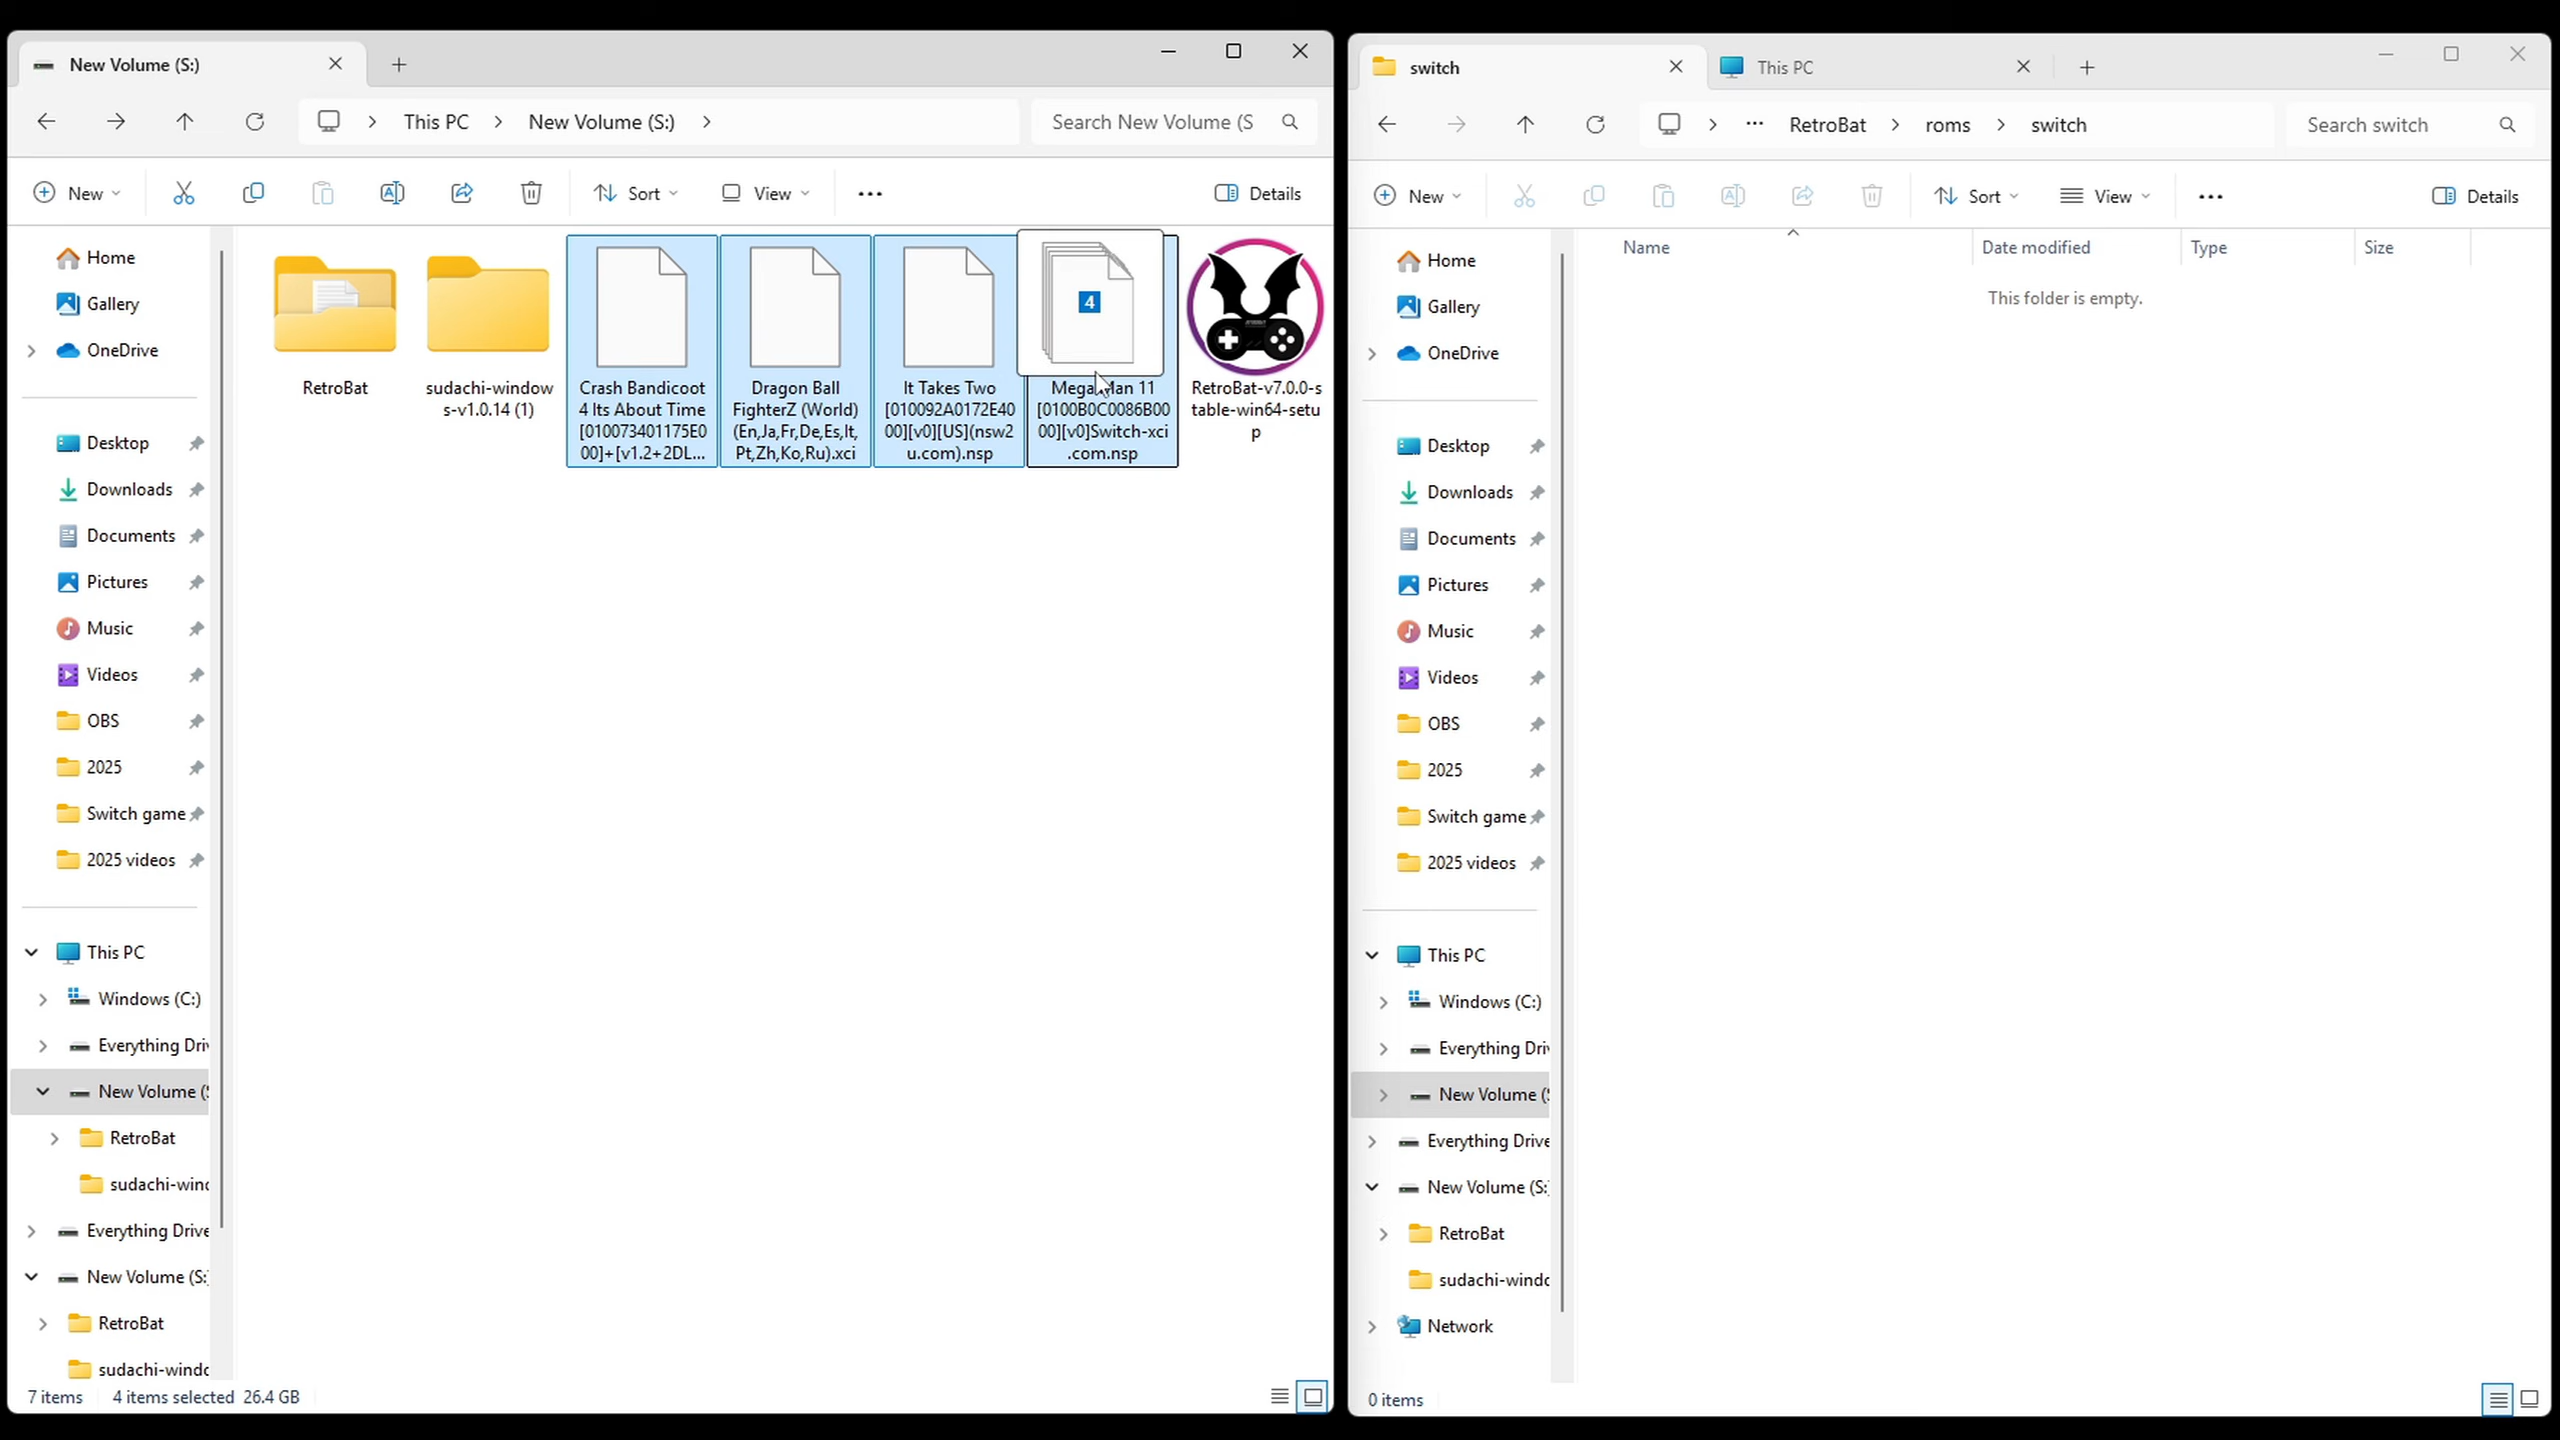 New Volume (S:)
This PC
New Volume (S:)
Search New Volume (S
New
Sort
View
Details
Home
Gallery
OneDrive
Desktop
Downloads
Documents
Pictures
Music
Videos
OBS
2025
Switch game
2025 videos
This PC
Windows (C:)
Everything Dri
New Volume (
RetroBat
sudachi-wind
Everything Drive
New Volume (S:
RetroBat
sudachi-windo
RetroBat
sudachi-window
s-v1.0.14 (1)
Crash Bandicoot
4 Its About Time
[010073401175E0
00]+[v1.2+2DL...
Dragon Ball
FighterZ (World)
(En,Ja,Fr,De,Es,It,
Pt,Zh,Ko,Ru).xci
It Takes Two
[010092A0172E40
00][v0][US](nsw2
u.com).nsp
4
Mega Man 11
[0100B0C0086B00
00][v0]Switch-xci
.com.nsp
RetroBat-v7.0.0-s
table-win64-setu
p
7 items
4 items selected 26.4 GB
switch
This PC
RetroBat
roms
switch
Search switch
New
Sort
View
Details
Home
Gallery
OneDrive
Desktop
Downloads
Documents
Pictures
Music
Videos
OBS
2025
Switch game
2025 videos
This PC
Windows (C:)
Everything Dri
New Volume (
Everything Drive
New Volume (S:
RetroBat
sudachi-windo
Network
Name
Date modified
Type
Size
This folder is empty.
0 items